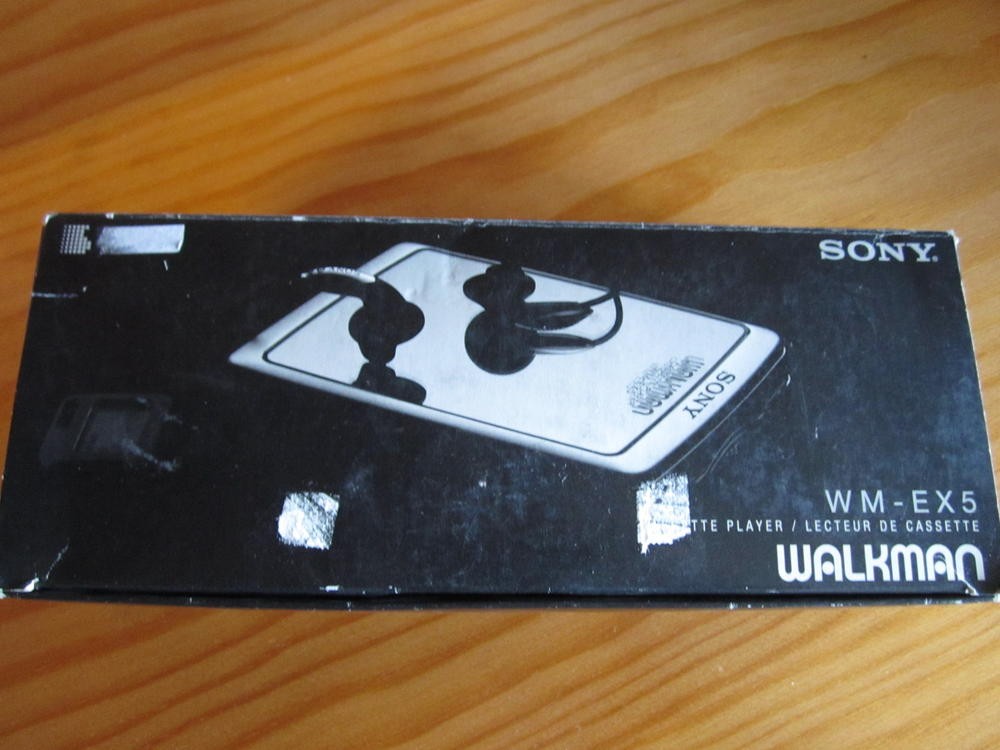 SONY
WALKMAN
SONY
WM-EX5
TTE PLAYER / LECTEUR DE CASSETTE
WALKMAN